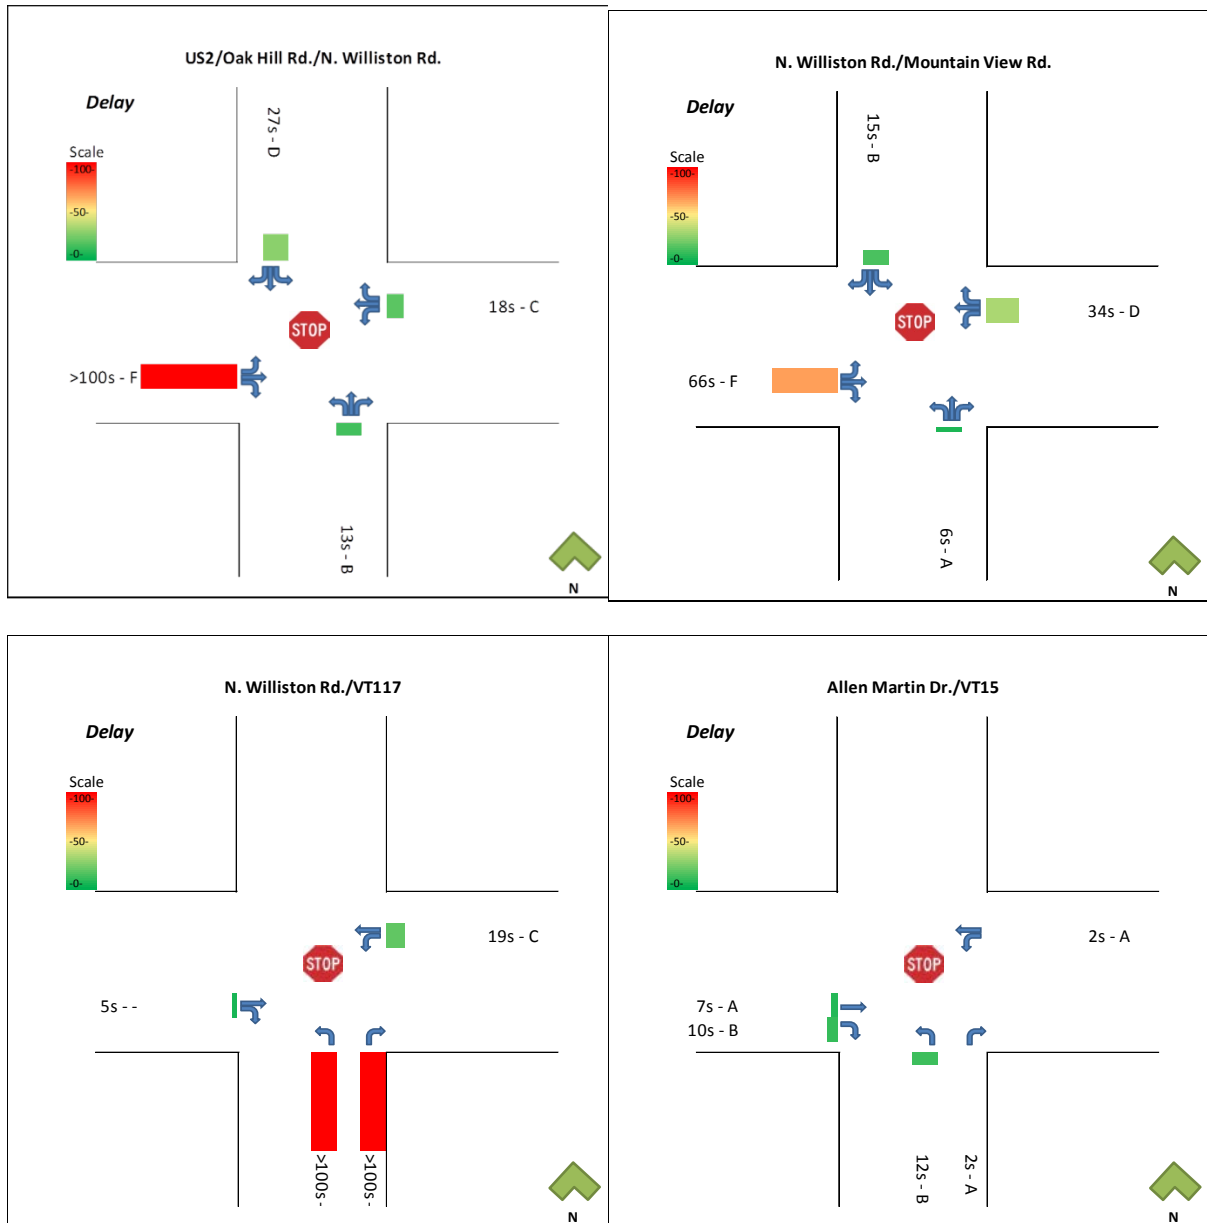 US2/Oak Hill Rd./N. Williston Rd.
Delay
Scale
-100-
-50-
-0-
27s - D
18s - C
STOP
>100s - F
13s - B
N
N. Williston Rd./Mountain View Rd.
Delay
Scale
-100-
-50-
-0-
15s - B
34s - D
STOP
66s - F
6s - A
N
N. Williston Rd./VT117
Delay
Scale
-100-
-50-
-0-
19s - C
STOP
5s - -
>100s -
>100s -
N
Allen Martin Dr./VT15
Delay
Scale
-100-
-50-
-0-
2s - A
STOP
7s - A
10s - B
12s - B
2s - A
N